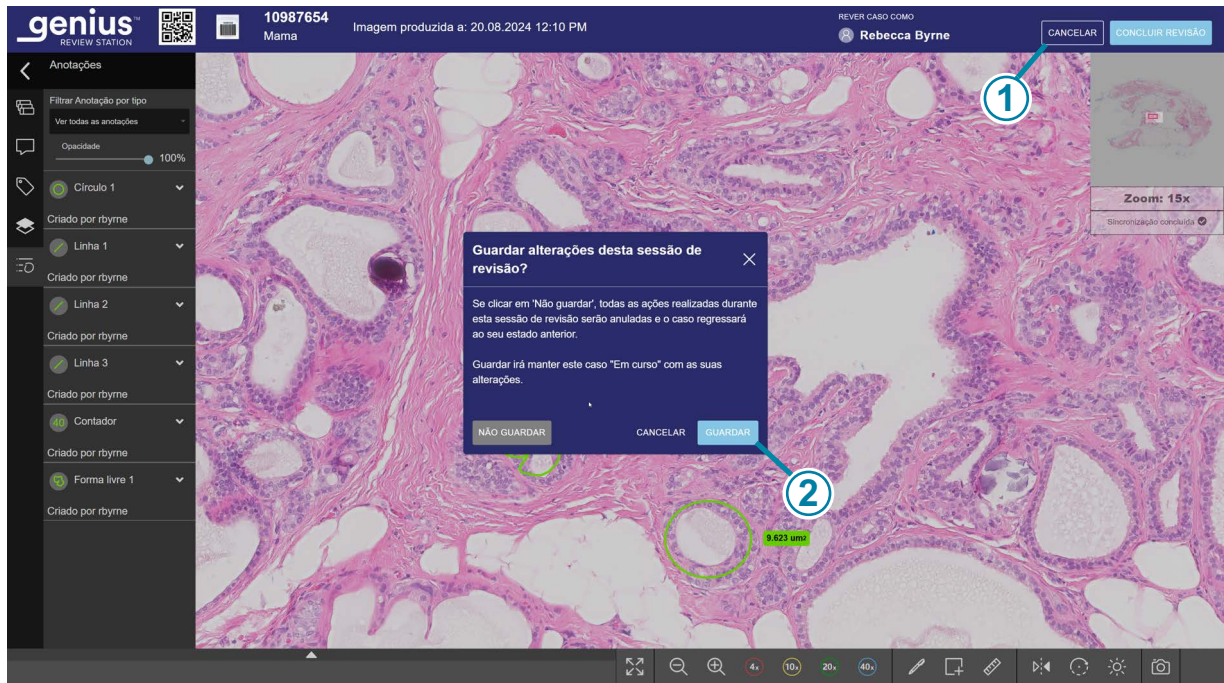 genius™
REVIEW STATION
10987654
Mama
Imagem produzida a: 20.08.2024 12:10 PM
REVER CASO COMO
Rebecca Byrne
CANCELAR
CONCLUIR REVISÃO
1
Anotações
Filtrar Anotação por tipo
Ver todas as anotações
Opacidade
100%
Círculo 1
Criado por rbyrne
Linha 1
Criado por rbyrne
Linha 2
Criado por rbyrne
Linha 3
Criado por rbyrne
40 Contador
Criado por rbyrne
Forma livre 1
Criado por rbyrne
Zoom: 15x
Sincronização concluída
Guardar alterações desta sessão de
revisão?
Se clicar em 'Não guardar', todas as ações realizadas durante
esta sessão de revisão serão anuladas e o caso regressará
ao seu estado anterior.
Guardar irá manter este caso "Em curso" com as suas
alterações.
NÃO GUARDAR
CANCELAR
GUARDAR
2
9.623 um2
4x
10x
20x
40x